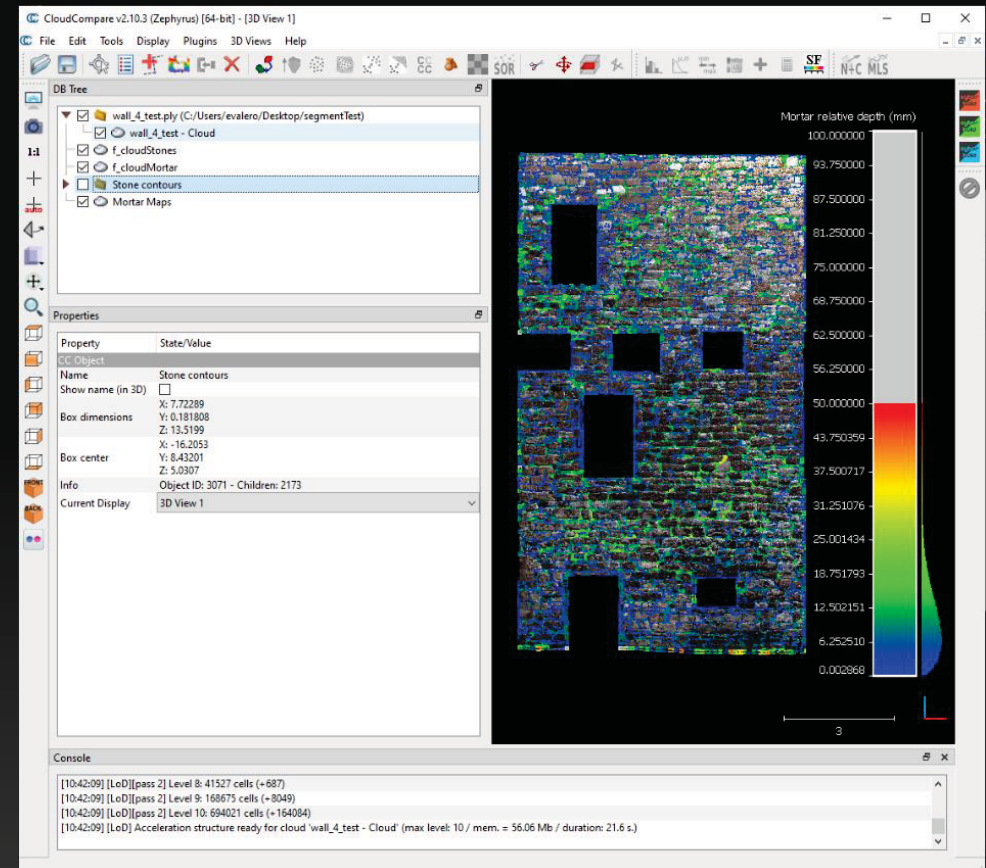 CloudCompare v2.10.3 (Zephyrus) [64-bit] - [3D View 1]
File Edit Tools Display Plugins 3D Views Help
CC
CC
SOR
SF
N+C MLS
DB Tree
wall_4_test.ply (C:/Users/evalero/Desktop/segmentTest)
wall_4_test - Cloud
f_cloudStones
f_cloudMortar
Stone contours
Mortar Maps
1:1
auto
FRONT
BACK
Properties
Property State/Value
CC Object
Name Stone contours
Show name (in 3D)
Box dimensions
X: 7.72289
Y: 0.181808
Z: 13.5199
Box center
X: -16.2053
Y: 8.43201
Z: 5.0307
Info Object ID: 3071 - Children: 2173
Current Display 3D View 1
Mortar relative depth (mm)
100.000000
93.750000
87.500000
81.250000
75.000000
68.750000
62.500000
56.250000
50.000000
43.750359
37.500717
31.251076
25.001434
18.751793
12.502151
6.252510
0.002868
3
Console
[10:42:09] [LoD][pass 2] Level 8: 41527 cells (+687)
[10:42:09] [LoD][pass 2] Level 9: 168675 cells (+8049)
[10:42:09] [LoD][pass 2] Level 10: 694021 cells (+164084)
[10:42:09] [LoD] Acceleration structure ready for cloud 'wall_4_test - Cloud' (max level: 10 / mem. = 56.06 Mb / duration: 21.6 s.)